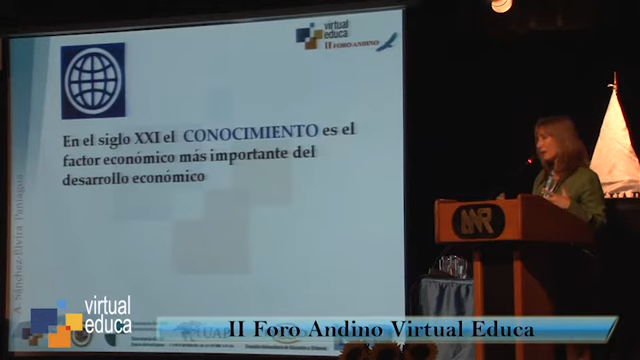 virtual
educa
II FORO ANDINO
En el siglo XXI el CONOCIMIENTO es el
factor económico más importante del
desarrollo económico
A. Sánchez-Elvira Paniagua
ANR
virtual
educa
II Foro Andino Virtual Educa